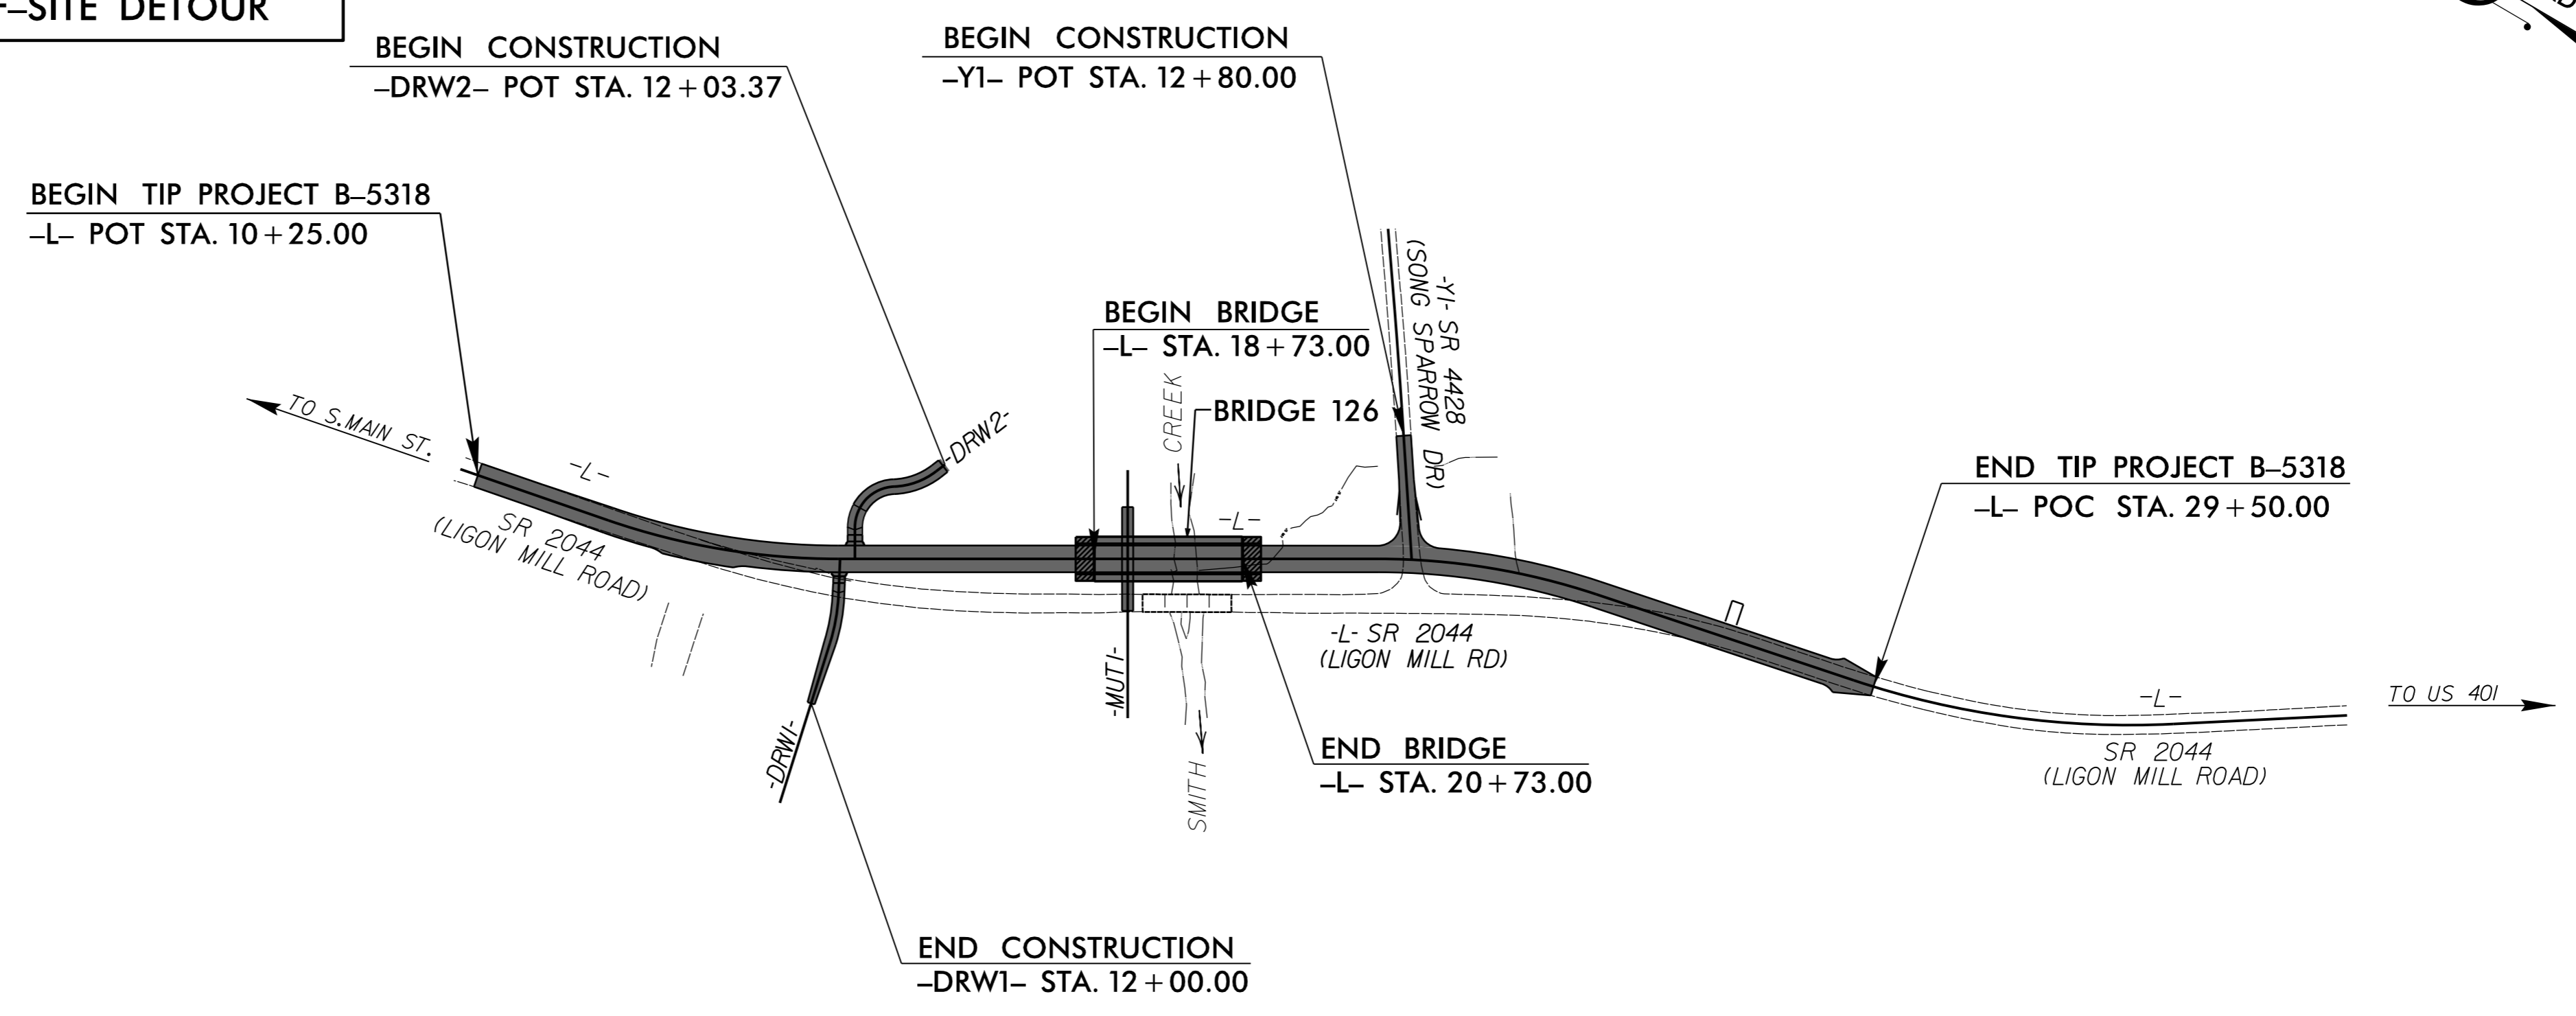 –SITE DETOUR
BEGIN CONSTRUCTION
–DRW2– POT STA. 12+03.37
BEGIN CONSTRUCTION
–Y1– POT STA. 12+80.00
BEGIN TIP PROJECT B–5318
–L– POT STA. 10+25.00
BEGIN BRIDGE
–L– STA. 18+73.00
-Y1- SR 4428
(SONG SPARROW DR)
CREEK
BRIDGE 126
TO S.MAIN ST.
-L-
-DRW2-
END TIP PROJECT B–5318
–L– POC STA. 29+50.00
SR 2044
(LIGON MILL ROAD)
-L-
-L- SR 2044
(LIGON MILL RD)
-MUT1-
-DRW1-
SMITH
END BRIDGE
–L– STA. 20+73.00
-L-
TO US 401
SR 2044
(LIGON MILL ROAD)
END CONSTRUCTION
–DRW1– STA. 12+00.00